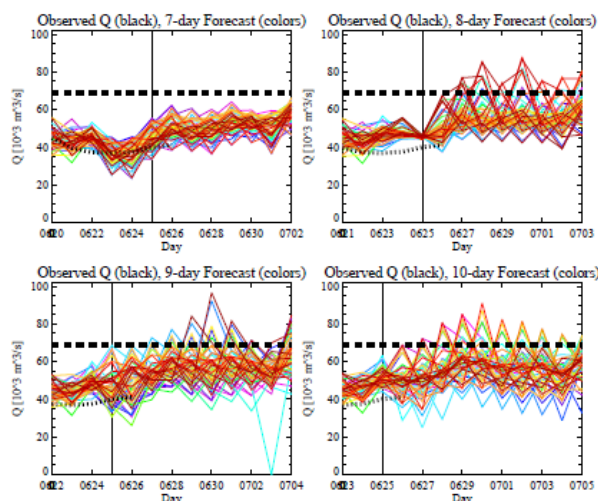 Observed Q (black), 7-day Forecast (colors)
100
80
60
40
20
0
Q [10^3 m^3/s]
0620 0622 0624 0626 0628 0630 0702
Day
Observed Q (black), 8-day Forecast (colors)
100
80
60
40
20
0
Q [10^3 m^3/s]
0621 0623 0625 0627 0629 0701 0703
Day
Observed Q (black), 9-day Forecast (colors)
100
80
60
40
20
0
Q [10^3 m^3/s]
0622 0624 0626 0628 0630 0702 0704
Day
Observed Q (black), 10-day Forecast (colors)
100
80
60
40
20
0
Q [10^3 m^3/s]
0623 0625 0627 0629 0701 0703 0705
Day